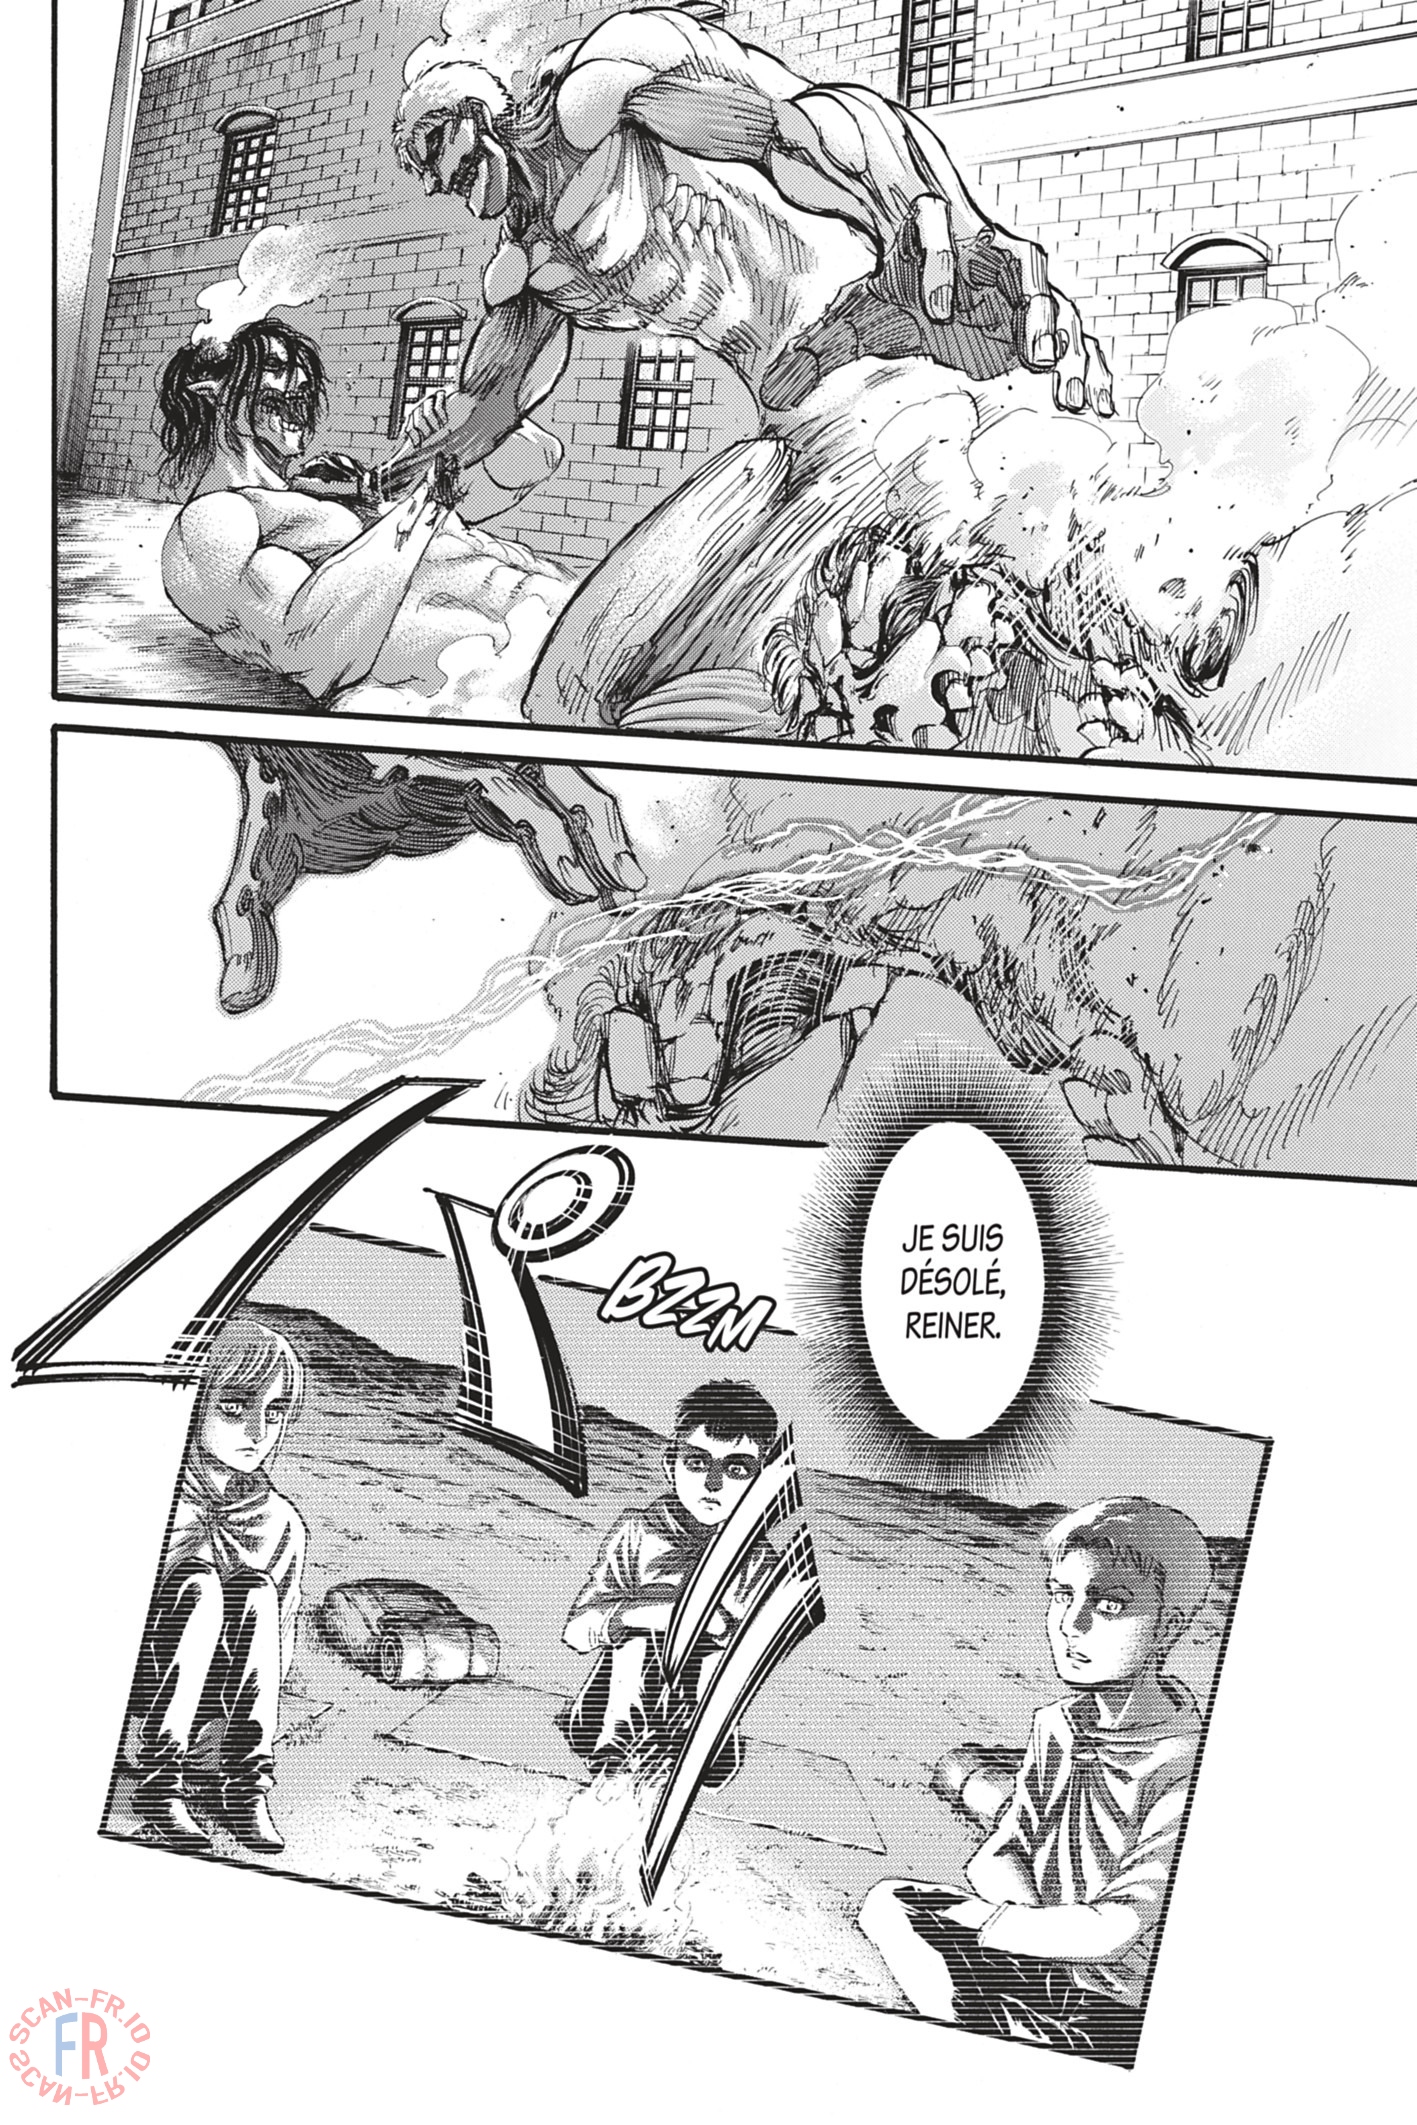 JE SUIS
DÉSOLÉ,
REINER.
BZZM
SCAN-FR.IO
FR
SCAN-FR.IO